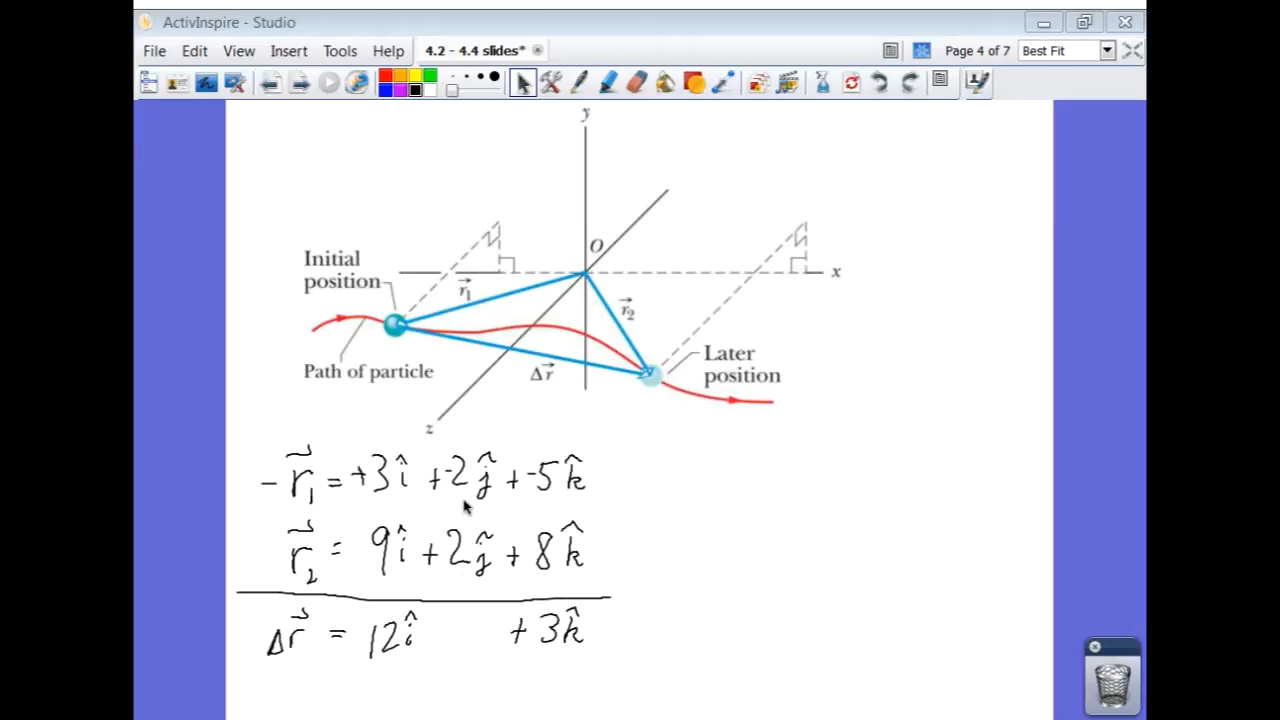 ActivInspire - Studio
File Edit View Insert Tools Help 4.2 - 4.4 slides* Page 4 of 7 Best Fit
y
O
Initial
position
x
r⃗₁
r⃗₂
Later
position
Path of particle
Δr⃗
z
-r⃗₁ = +3î + -2ĵ + -5k̂
r⃗₂ = 9î + 2ĵ + 8k̂
Δr⃗ = 12î + 3k̂